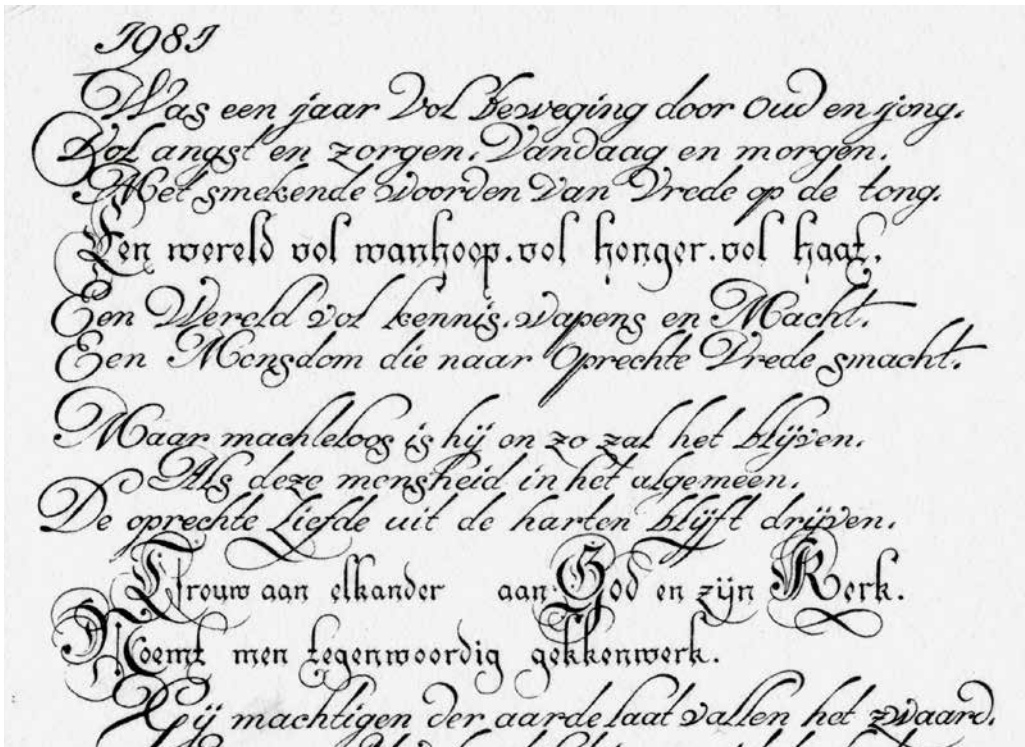 1981
Was een jaar Vol beweging door oud en jong.
Vol angst en zorgen. Vandaag en morgen.
Met smekende woorden van Vrede op de tong.
Een wereld vol wanhoop. vol honger. vol haat.
Een Wereld vol kennis. wapens en Macht.
Een Mensdom die naar Oprechte Vrede smacht.
Maar machteloos is hij en zo zal het blijven.
Als deze mensheid in het algemeen.
De oprechte Liefde uit de harten blijft drijven.
Trouw aan elkander aan God en zijn Kerk.
Noemt men tegenwoordig gekkenwerk.
Gij machtigen der aarde laat vallen het zwaard.